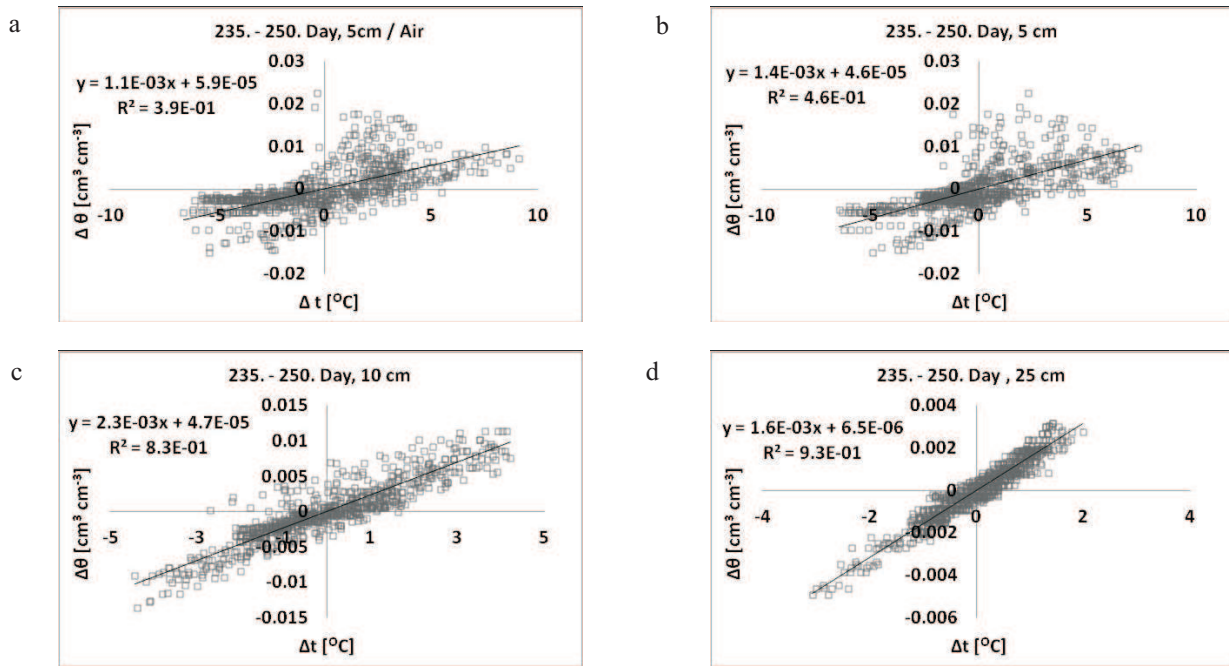 a
235. - 250. Day, 5cm / Air
y = 1.1E-03x + 5.9E-05
R² = 3.9E-01
Δ θ [cm³ cm⁻³]
0.03
0.02
0.01
0
-0.01
-0.02
-10
-5
0
5
10
Δ t [⁰C]
b
235. - 250. Day, 5 cm
y = 1.4E-03x + 4.6E-05
R² = 4.6E-01
Δθ [cm³ cm⁻³]
0.03
0.02
0.01
0
-0.01
-0.02
-10
-5
0
5
10
Δt [⁰C]
c
235. - 250. Day, 10 cm
y = 2.3E-03x + 4.7E-05
R² = 8.3E-01
Δθ [cm³ cm⁻³]
0.015
0.01
0.005
0
-0.005
-0.01
-0.015
-5
-3
-1
1
3
5
Δt [⁰C]
d
235. - 250. Day , 25 cm
y = 1.6E-03x + 6.5E-06
R² = 9.3E-01
Δθ [cm³ cm⁻³]
0.004
0.002
0
-0.002
-0.004
-0.006
-4
-2
0
2
4
Δt [⁰C]